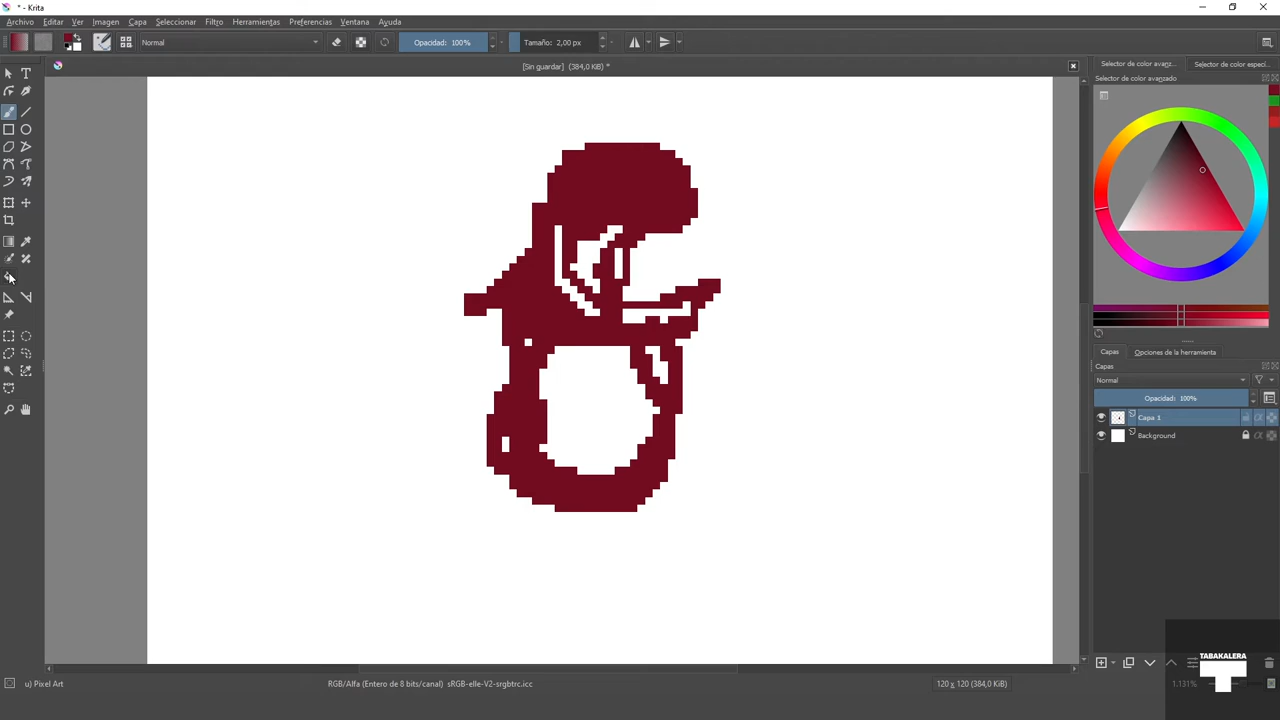 * - Krita
Archivo Editar Ver Imagen Capa Seleccionar Filtro Herramientas Preferencias Ventana Ayuda
Normal Opacidad: 100% Tamaño: 2,00 px
[Sin guardar] (384,0 KiB) *
Selector de color avanz... Selector de color especí...
Selector de color avanzado
Capas Opciones de la herramienta
Capas
Normal
Opacidad: 100%
Capa 1
Background
TABAKALERA
u) Pixel Art RGB/Alfa (Entero de 8 bits/canal) sRGB-elle-V2-srgbtrc.icc 120 x 120 (384,0 KiB) 1.131%